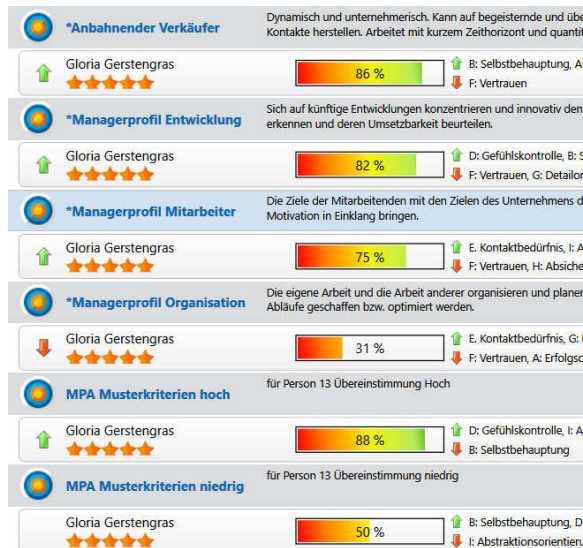 *Anbahnender Verkäufer
Dynamisch und unternehmerisch. Kann auf begeisternde und
Kontakte herstellen. Arbeitet mit kurzem Zeithorizont und
Gloria Gerstengras
86 %
B: Selbstbehauptung,
F: Vertrauen
*Managerprofil Entwicklung
Sich auf künftige Entwicklungen konzentrieren und innovativ
erkennen und deren Umsetzbarkeit beurteilen.
Gloria Gerstengras
82 %
D: Gefühlskontrolle, B:
F: Vertrauen, G:
*Managerprofil Mitarbeiter
Die Ziele der Mitarbeitenden mit den Zielen des Unternehmens
Motivation in Einklang bringen.
Gloria Gerstengras
75 %
E. Kontaktbedürfnis, I:
F: Vertrauen, H:
*Managerprofil Organisation
Die eigene Arbeit und die Arbeit anderer organisieren und
Abläufe geschaffen bzw. optimiert werden.
Gloria Gerstengras
31 %
E. Kontaktbedürfnis, G:
F: Vertrauen, A:
MPA Musterkriterien hoch
für Person 13 Übereinstimmung Hoch
Gloria Gerstengras
88 %
D: Gefühlskontrolle, I:
B: Selbstbehauptung
MPA Musterkriterien niedrig
für Person 13 Übereinstimmung niedrig
Gloria Gerstengras
50 %
B: Selbstbehauptung, D
I: